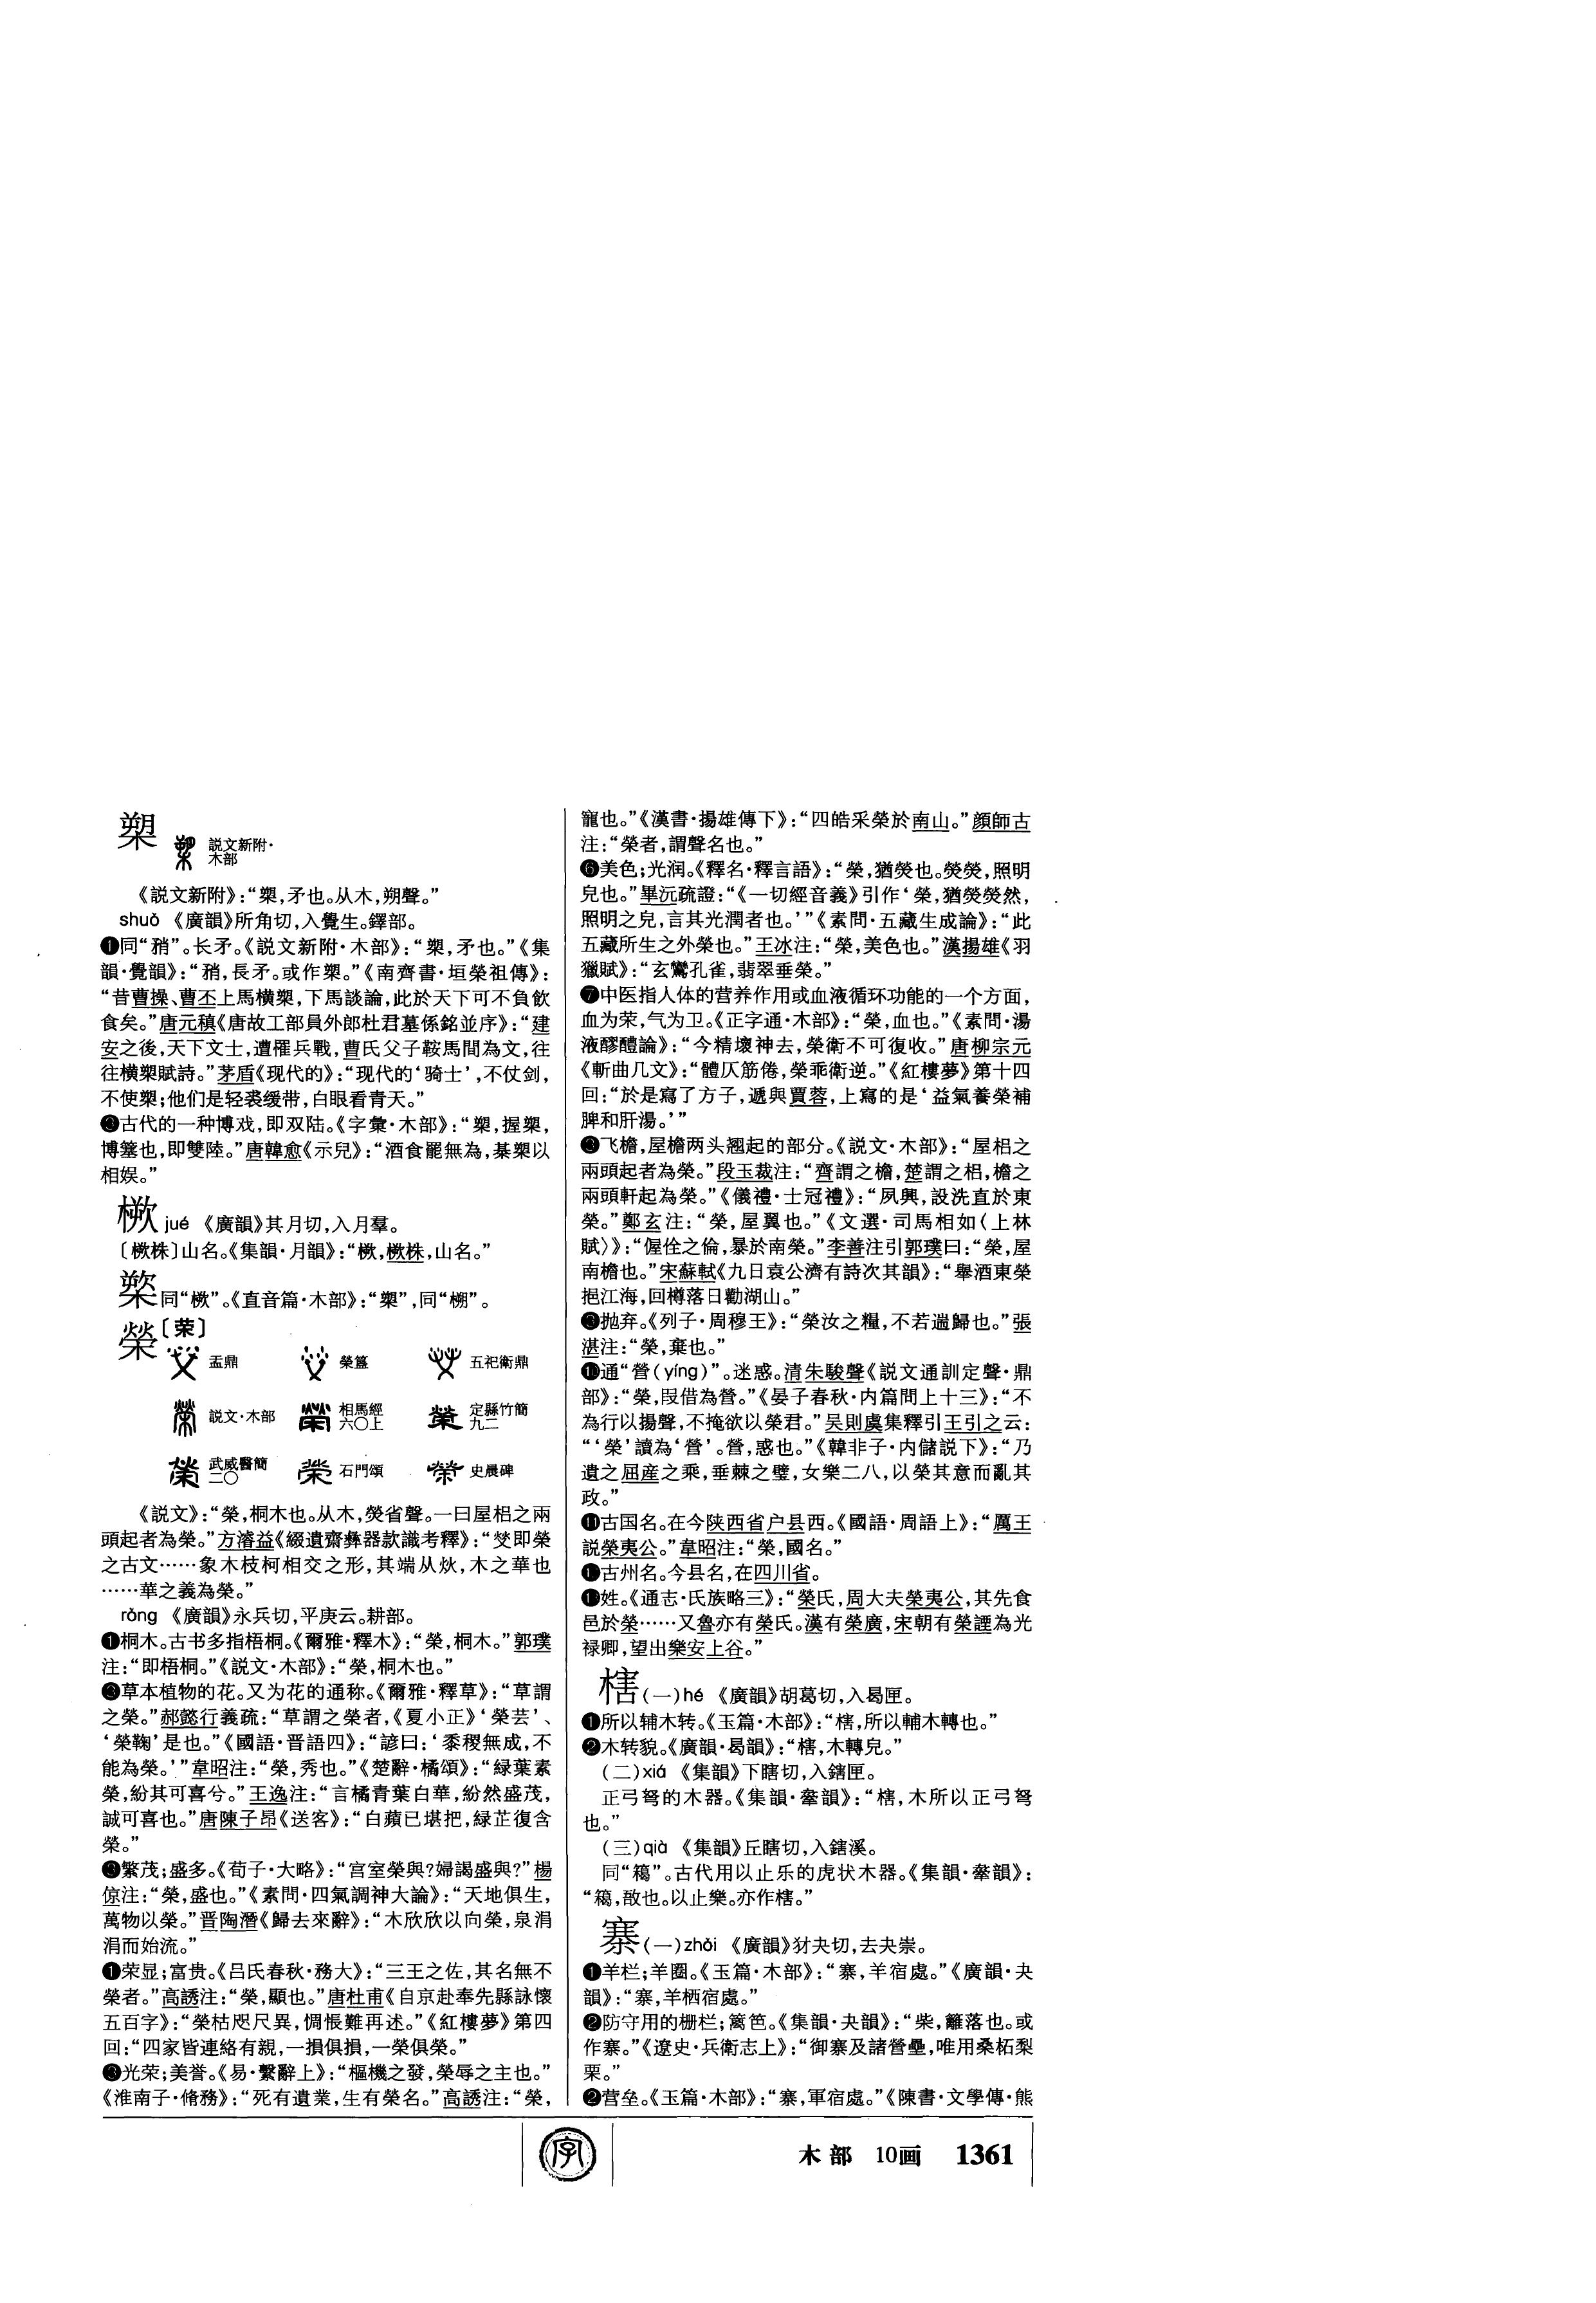 槊
説文新附·
木部
《説文新附》：“槊，矛也。从木，朔聲。”
shuò 《廣韻》所角切，入覺生。鐸部。
❶同“矟”。长矛。《説文新附·木部》：“槊，矛也。”《集
韻·覺韻》：“矟，長矛。或作槊。”《南齊書·垣榮祖傳》：
“昔曹操、曹丕上馬横槊，下馬談論，此於天下可不負飲
食矣。”唐元稹《唐故工部員外郎杜君墓係銘並序》：“建
安之後，天下文士，遭罹兵戰，曹氏父子鞍馬間為文，往
往横槊賦詩。”茅盾《现代的》：“现代的‘骑士’，不仗剑，
不使槊；他们是轻裘缓带，白眼看青天。”
❷古代的一种博戏，即双陆。《字彙·木部》：“槊，握槊，
博簺也，即雙陸。”唐韓愈《示兒》：“酒食罷無為，棊槊以
相娱。”
橛 jué 《廣韻》其月切，入月羣。
〔橛株〕山名。《集韻·月韻》：“橛，橛株，山名。”
同“橛”。《直音篇·木部》：“槊”，同“槲”。
榮〔荣〕
盂鼎
榮簋
五祀衛鼎
説文·木部
相馬經
六〇上
定縣竹簡
九二
武威醫簡
二〇
石門頌
史晨碑
《説文》：“榮，桐木也。从木，熒省聲。一曰屋梠之兩
頭起者為榮。”方濬益《綴遺齋彝器款識考釋》：“焂即榮
之古文……象木枝柯相交之形，其端从炏，木之華也
……華之義為榮。”
róng 《廣韻》永兵切，平庚云。耕部。
❶桐木。古书多指梧桐。《爾雅·釋木》：“榮，桐木。”郭璞
注：“即梧桐。”《説文·木部》：“榮，桐木也。”
❷草本植物的花。又为花的通称。《爾雅·釋草》：“草謂
之榮。”郝懿行義疏：“草謂之榮者，《夏小正》‘榮芸’、
‘榮鞠’是也。”《國語·晋語四》：“諺曰：‘黍稷無成，不
能為榮。’”韋昭注：“榮，秀也。”《楚辭·橘頌》：“緑葉素
榮，紛其可喜兮。”王逸注：“言橘青葉白華，紛然盛茂，
誠可喜也。”唐陳子昂《送客》：“白蘋已堪把，緑芷復含
榮。”
❸繁茂；盛多。《荀子·大略》：“宫室榮與？婦謁盛與？”楊
倞注：“榮，盛也。”《素問·四氣調神大論》：“天地俱生，
萬物以榮。”晋陶潛《歸去來辭》：“木欣欣以向榮，泉涓
涓而始流。”
❹荣显；富贵。《吕氏春秋·務大》：“三王之佐，其名無不
榮者。”高誘注：“榮，顯也。”唐杜甫《自京赴奉先縣詠懷
五百字》：“榮枯咫尺異，惆悵難再述。”《紅樓夢》第四
回：“四家皆連絡有親，一損俱損，一榮俱榮。”
❺光荣；美誉。《易·繫辭上》：“樞機之發，榮辱之主也。”
《淮南子·脩務》：“死有遺業，生有榮名。”高誘注：“榮，
寵也。”《漢書·揚雄傳下》：“四皓采榮於南山。”顔師古
注：“榮者，謂聲名也。”
❻美色；光润。《釋名·釋言語》：“榮，猶熒也。熒熒，照明
皃也。”畢沅疏證：“《一切經音義》引作‘榮，猶熒熒然，
照明之皃，言其光潤者也。’”《素問·五藏生成論》：“此
五藏所生之外榮也。”王冰注：“榮，美色也。”漢揚雄《羽
獵賦》：“玄鸞孔雀，翡翠垂榮。”
❼中医指人体的营养作用或血液循环功能的一个方面，
血为荣，气为卫。《正字通·木部》：“榮，血也。”《素問·湯
液醪醴論》：“今精壞神去，榮衛不可復收。”唐柳宗元
《斬曲几文》：“體仄筋倦，榮乖衛逆。”《紅樓夢》第十四
回：“於是寫了方子，遞與賈蓉，上寫的是‘益氣養榮補
脾和肝湯。’”
❽飞檐，屋檐两头翘起的部分。《説文·木部》：“屋梠之
兩頭起者為榮。”段玉裁注：“齊謂之檐，楚謂之梠，檐之
兩頭軒起為榮。”《儀禮·士冠禮》：“夙興，設洗直於東
榮。”鄭玄注：“榮，屋翼也。”《文選·司馬相如〈上林
賦〉》：“偓佺之倫，暴於南榮。”李善注引郭璞曰：“榮，屋
南檐也。”宋蘇軾《九日袁公濟有詩次其韻》：“舉酒東榮
挹江海，回樽落日勸湖山。”
❾抛弃。《列子·周穆王》：“榮汝之糧，不若遄歸也。”張
湛注：“榮，棄也。”
❿通“營（yíng）”。迷惑。清朱駿聲《説文通訓定聲·鼎
部》：“榮，叚借為營。”《晏子春秋·内篇問上十三》：“不
為行以揚聲，不掩欲以榮君。”吴則虞集釋引王引之云：
“‘榮’讀為‘營’。營，惑也。”《韓非子·内儲説下》：“乃
遺之屈産之乘，垂棘之璧，女樂二八，以榮其意而亂其
政。”
⓫古国名。在今陕西省户县西。《國語·周語上》：“厲王
説榮夷公。”韋昭注：“榮，國名。”
⓬古州名。今县名，在四川省。
⓭姓。《通志·氏族略三》：“榮氏，周大夫榮夷公，其先食
邑於榮……又魯亦有榮氏。漢有榮廣，宋朝有榮諲為光
禄卿，望出樂安上谷。”
㮫（一）hé 《廣韻》胡葛切，入曷匣。
❶所以辅木转。《玉篇·木部》：“㮫，所以輔木轉也。”
❷木转貌。《廣韻·曷韻》：“㮫，木轉皃。”
（二）xiá 《集韻》下瞎切，入鎋匣。
正弓弩的木器。《集韻·舝韻》：“㮫，木所以正弓弩
也。”
（三）qià 《集韻》丘瞎切，入鎋溪。
同“楬”。古代用以止乐的虎状木器。《集韻·舝韻》：
“楬，敔也。以止樂。亦作㮫。”
寨（一）zhài 《廣韻》犲夬切，去夬崇。
❶羊栏；羊圈。《玉篇·木部》：“寨，羊宿處。”《廣韻·夬
韻》：“寨，羊栖宿處。”
❷防守用的栅栏；篱笆。《集韻·夬韻》：“柴，籬落也。或
作寨。”《遼史·兵衛志上》：“御寨及諸營壘，唯用桑柘梨
栗。”
❷营垒。《玉篇·木部》：“寨，軍宿處。”《陳書·文學傳·熊
字
木部 10画 1361